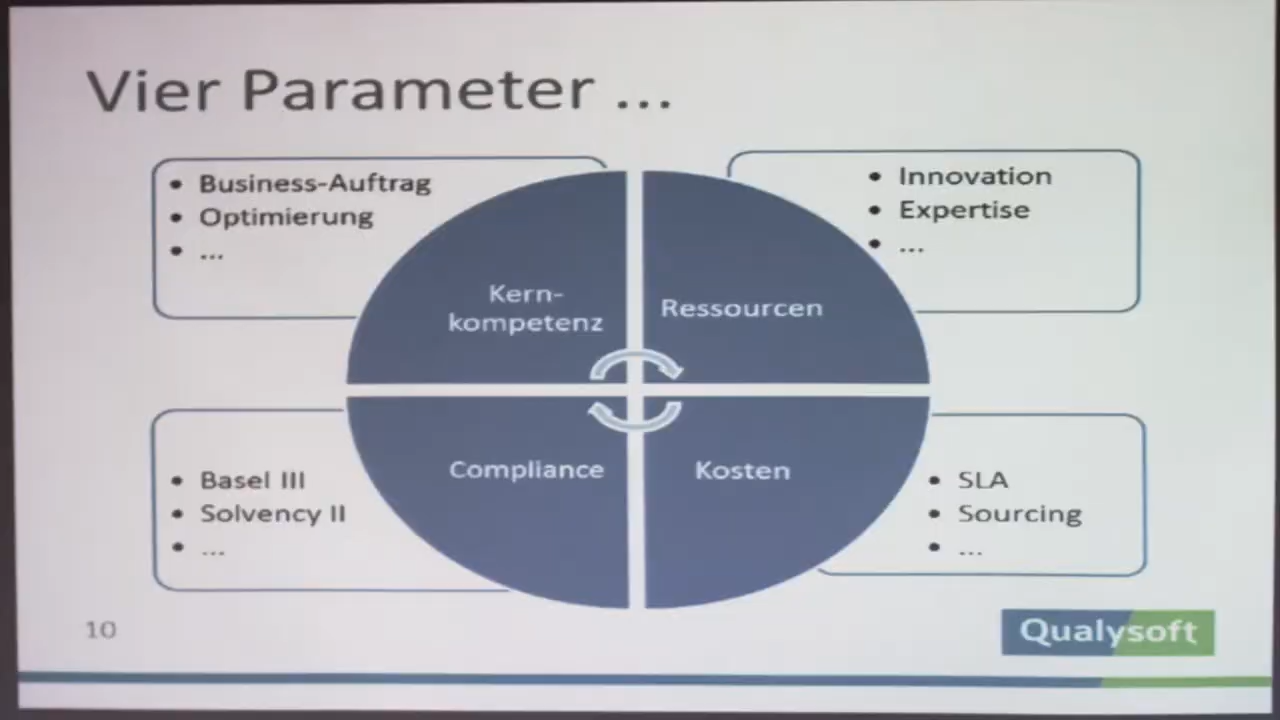 Vier Parameter ...
• Business-Auftrag
• Optimierung
• ...
• Innovation
• Expertise
• ...
Kern-
kompetenz
Ressourcen
Compliance
Kosten
• Basel III
• Solvency II
• ...
• SLA
• Sourcing
• ...
10
Qualysoft